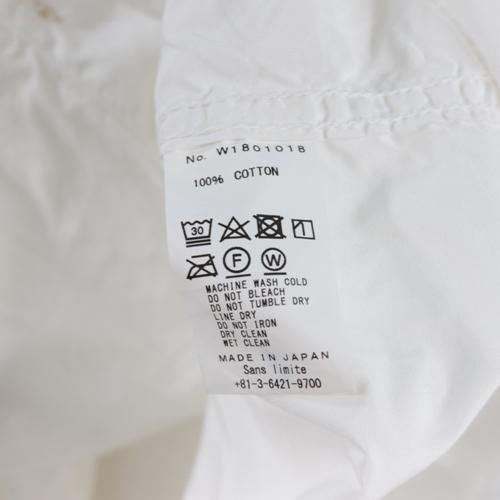 No. W1801018
100% COTTON
30
F W
MACHINE WASH COLD
DO NOT BLEACH
DO NOT TUMBLE DRY
LINE DRY
DO NOT IRON
DRY CLEAN
WET CLEAN
MADE IN JAPAN
Sans limite
+81-3-6421-9700